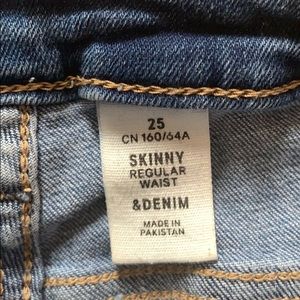 25
CN 160/64A
SKINNY
REGULAR
WAIST
&DENIM
MADE IN
PAKISTAN